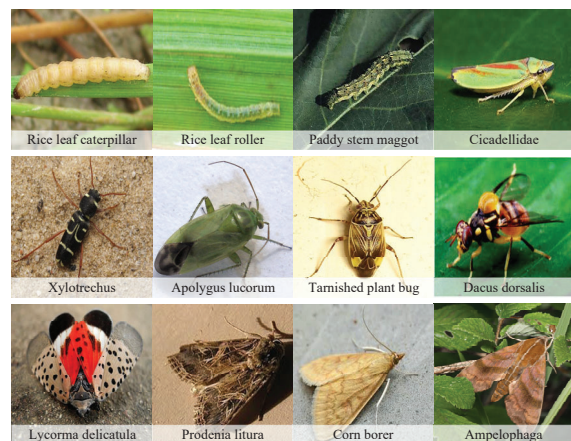 Rice leaf caterpillar
Rice leaf roller
Paddy stem maggot
Cicadellidae
Xylotrechus
Apolygus lucorum
Tarnished plant bug
Dacus dorsalis
Lycorma delicatula
Prodenia litura
Corn borer
Ampelophaga